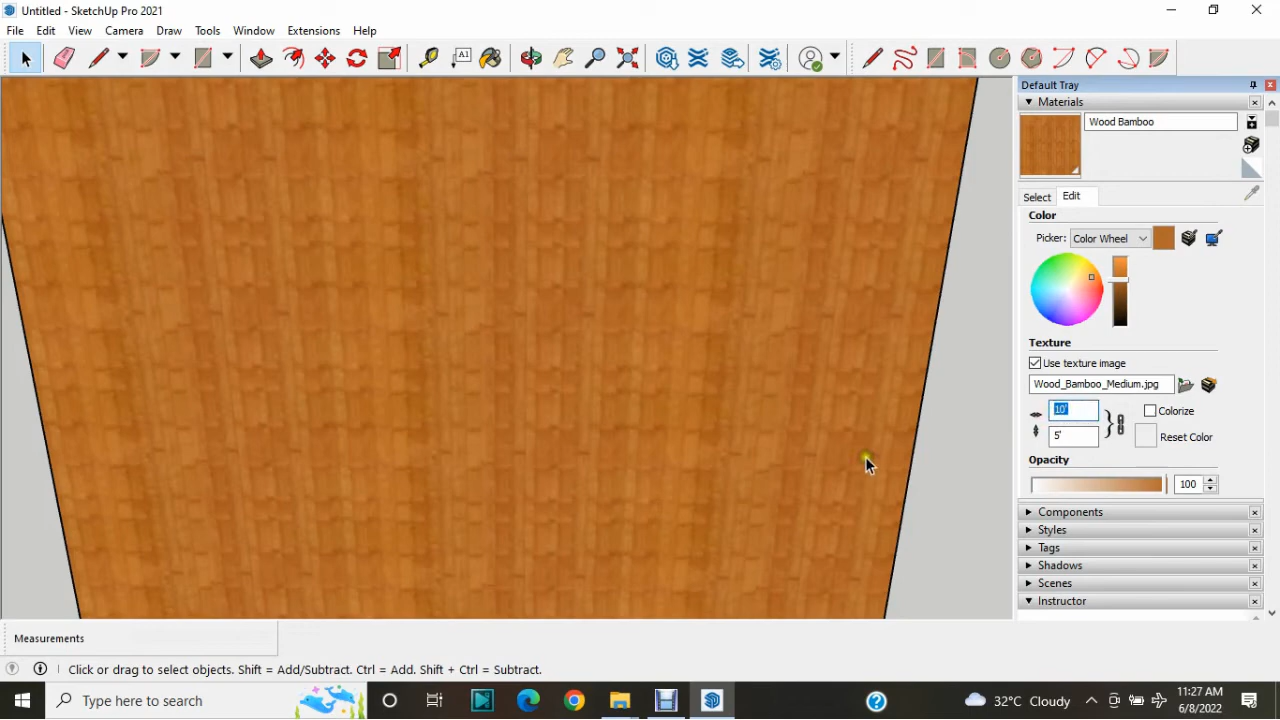 Untitled - SketchUp Pro 2021
File Edit View Camera Draw Tools Window Extensions Help
A1
Default Tray
Materials
Wood Bamboo
Select Edit
Color
Picker: Color Wheel
Texture
Use texture image
Wood_Bamboo_Medium.jpg
10'
Colorize
5'
Reset Color
Opacity
100
Components
Styles
Tags
Shadows
Scenes
Instructor
Measurements
Click or drag to select objects. Shift = Add/Subtract. Ctrl = Add. Shift + Ctrl = Subtract.
Type here to search
32°C Cloudy
11:27 AM
6/8/2022